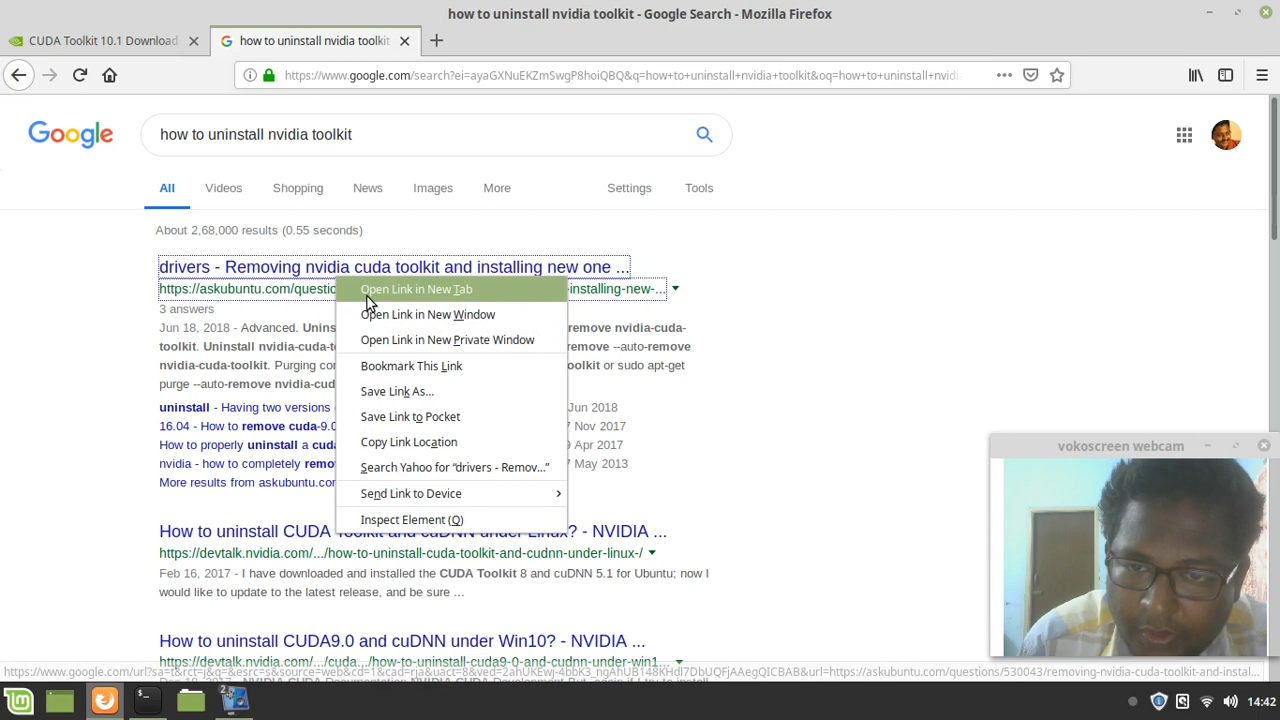 how to uninstall nvidia toolkit - Google Search - Mozilla Firefox
CUDA Toolkit 10.1 Download
how to uninstall nvidia toolkit
https://www.google.com/search?ei=ayaGXNuEKZmSwgP8hoiQBQ&q=how+to+uninstall+nvidia+toolkit&oq=how+to+uninstall+nvidi
Google
how to uninstall nvidia toolkit
All
Videos
Shopping
News
Images
More
Settings
Tools
About 2,68,000 results (0.55 seconds)
drivers - Removing nvidia cuda toolkit and installing new one ...
https://askubuntu.com/questio
installing-new-...
3 answers
Jun 18, 2018 - Advanced. Unins
remove nvidia-cuda-
toolkit. Uninstall nvidia-cuda-t
remove --auto-remove
nvidia-cuda-toolkit. Purging con
oolkit or sudo apt-get
purge --auto-remove nvidia-cud
uninstall - Having two versions
Jun 2018
16.04 - How to remove cuda-9.0
7 Nov 2017
How to properly uninstall a cuda
Apr 2017
nvidia - how to completely remo
7 May 2013
More results from askubuntu.com
Open Link in New Tab
Open Link in New Window
Open Link in New Private Window
Bookmark This Link
Save Link As...
Save Link to Pocket
Copy Link Location
Search Yahoo for “drivers - Remov...”
Send Link to Device
Inspect Element (Q)
How to uninstall CUDA Toolkit and cuDNN under Linux? - NVIDIA ...
https://devtalk.nvidia.com/.../how-to-uninstall-cuda-toolkit-and-cudnn-under-linux-/
Feb 16, 2017 - I have downloaded and installed the CUDA Toolkit 8 and cuDNN 5.1 for Ubuntu; now I
would like to update to the latest release, and be sure ...
How to uninstall CUDA9.0 and cuDNN under Win10? - NVIDIA ...
https://devtalk.nvidia.com/.../cuda.../how-to-uninstall-cuda9-0-and-cudnn-under-win1...
vokoscreen webcam
14:42